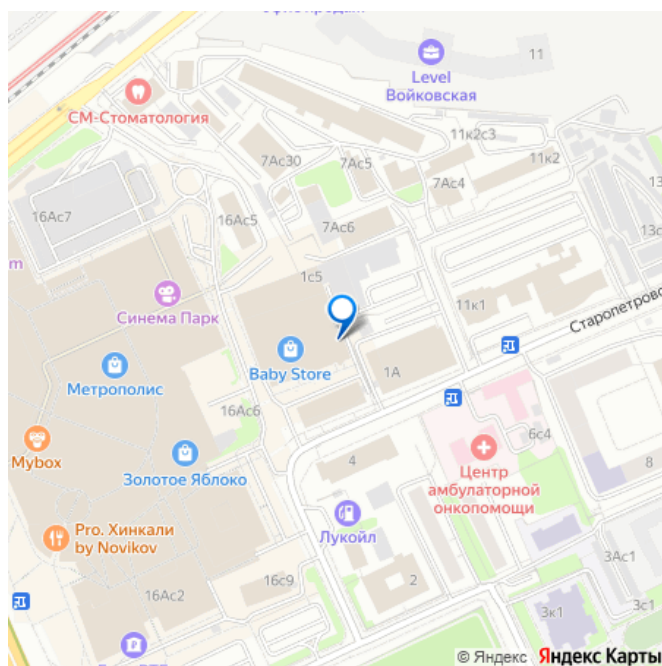 11
Level
Войковская
СМ-Стоматология
11к2с3
7Ас30
7Ас5
11к2
7Ас4
16Ас7
16Ас5
7Ас6
1с5
11к1
Синема Парк
Старопетровс
Baby Store
1А
Метрополис
16Ас6
6с4
Mybox
4
Центр
амбулаторной
онкопомощи
8
Золотое Яблоко
Лукойл
Pro. Хинкали
by Novikov
3Ас1
16с9
2
16Ас2
3к1
3с1
© Яндекс Яндекс Карты